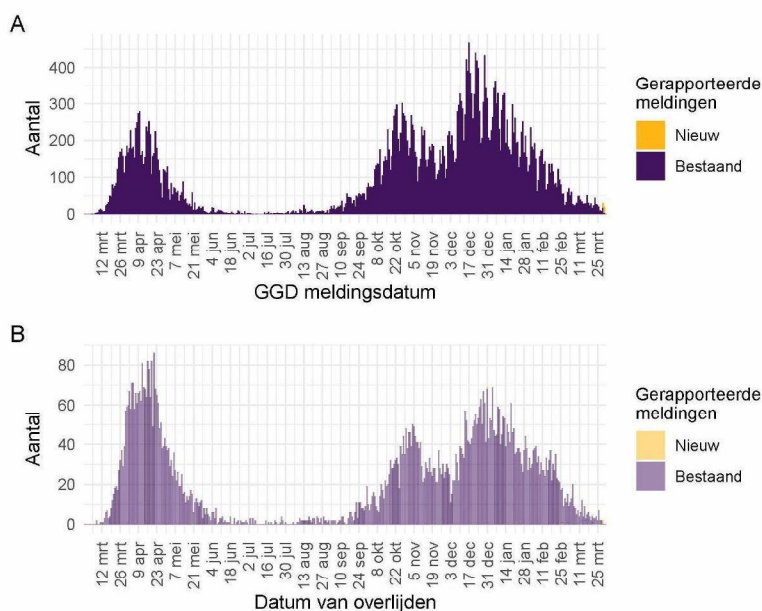 A
Aantal
400
300
200
100
0
12 mrt
26 mrt
9 apr
23 apr
7 mei
21 mei
4 jun
18 jun
2 jul
16 jul
30 jul
13 aug
27 aug
10 sep
24 sep
8 okt
22 okt
5 nov
19 nov
3 dec
17 dec
31 dec
14 jan
28 jan
11 feb
25 feb
11 mrt
25 mrt
GGD meldingsdatum
Gerapporteerde
meldingen
Nieuw
Bestaand
B
Aantal
80
60
40
20
0
12 mrt
26 mrt
9 apr
23 apr
7 mei
21 mei
4 jun
18 jun
2 jul
16 jul
30 jul
13 aug
27 aug
10 sep
24 sep
8 okt
22 okt
5 nov
19 nov
3 dec
17 dec
31 dec
14 jan
28 jan
11 feb
25 feb
11 mrt
25 mrt
Datum van overlijden
Gerapporteerde
meldingen
Nieuw
Bestaand